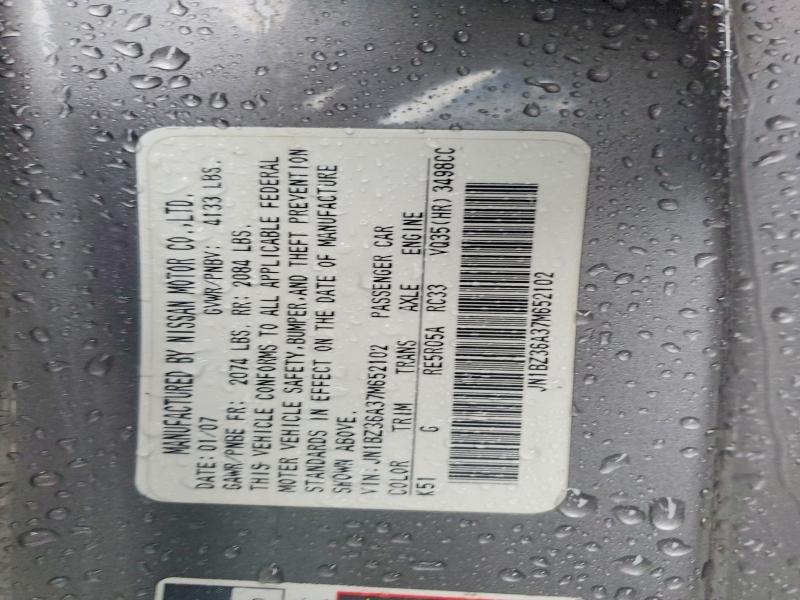 MANUFACTURED BY NISSAN MOTOR CO.,LTD.
DATE: 01/07 GVWR/PNBV: 4133 LBS.
GAWR/PNBE FR: 2074 LBS. RR: 2084 LBS.
THIS VEHICLE CONFORMS TO ALL APPLICABLE FEDERAL
MOTER VEHICLE SAFETY,BUMPER,AND THEFT PREVENTION
STANDARDS IN EFFECT ON THE DATE OF MANUFACTURE
SHOWN ABOVE.
VIN: JN1BZ36A37M652102 PASSENGER CAR
COLOR TRIM TRANS AXLE ENGINE
K51 G RE5R05A RC33 VQ35(HR) 3498CC
JN1BZ36A37M652102